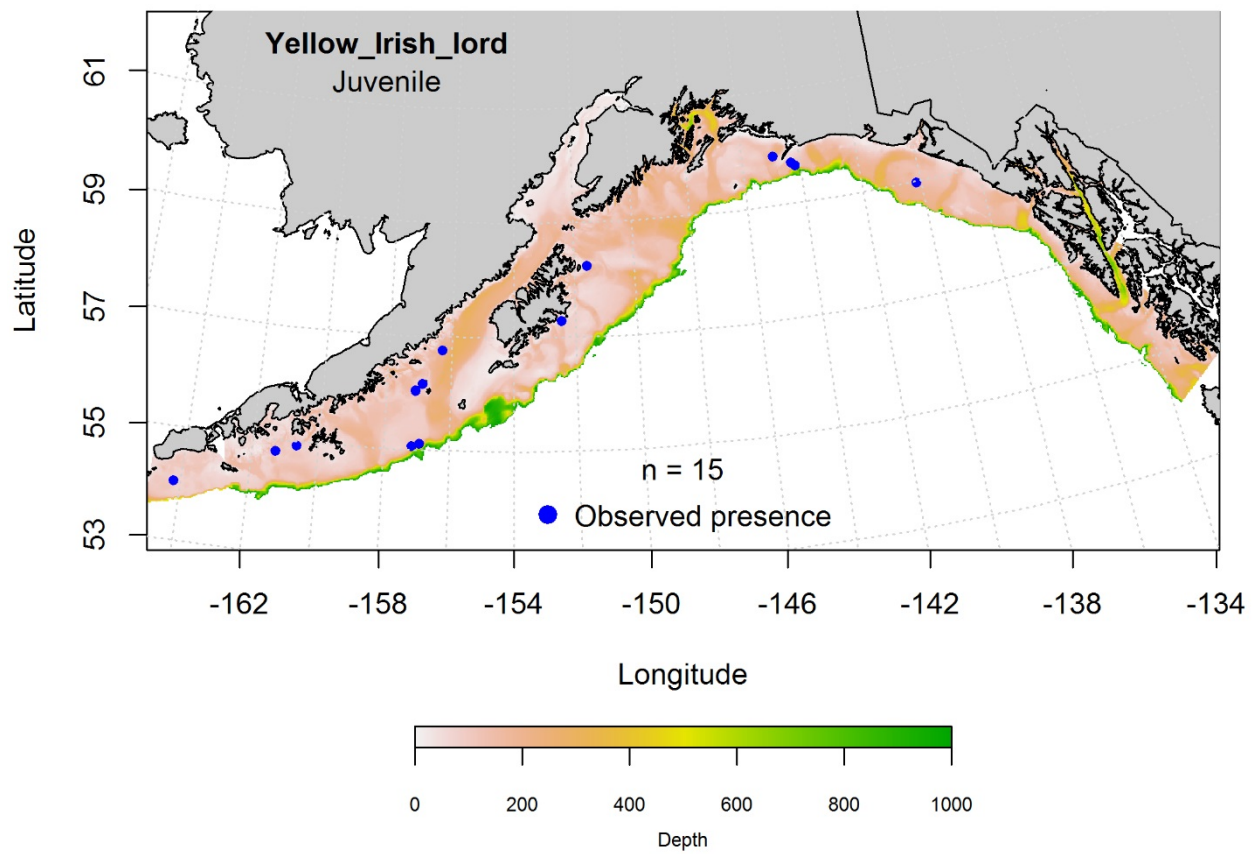 Yellow_Irish_lord
Juvenile
61
59
57
55
53
Latitude
n = 15
Observed presence
-162 -158 -154 -150 -146 -142 -138 -134
Longitude
0 200 400 600 800 1000
Depth